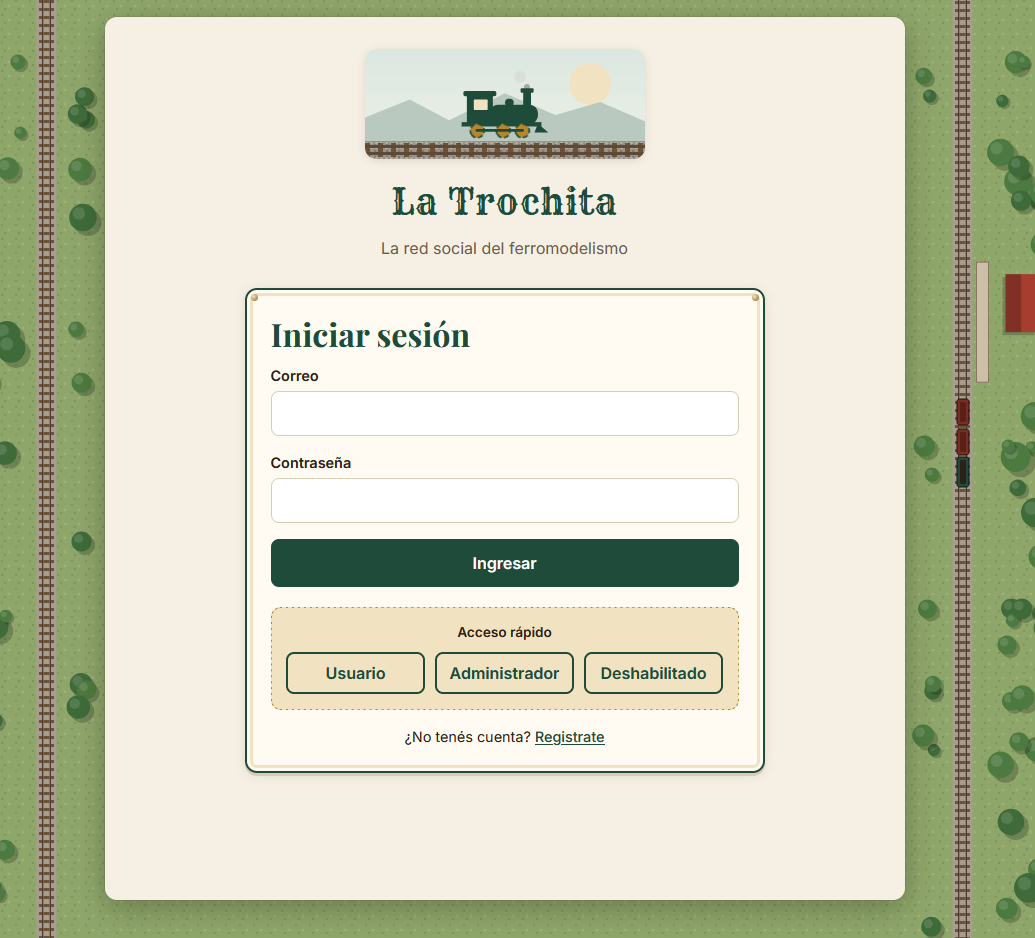 La Trochita
La red social del ferromodelismo
Iniciar sesión
Correo
Contraseña
Ingresar
Acceso rápido
Usuario
Administrador
Deshabilitado
¿No tenés cuenta? Registrate